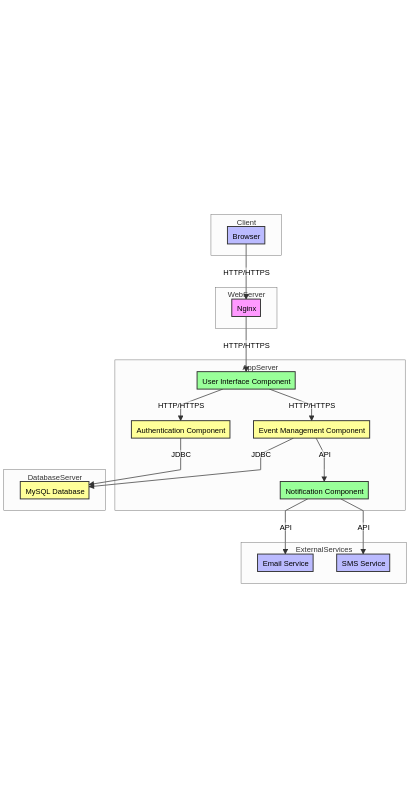 Client
Browser
HTTP/HTTPS
WebServer
Nginx
HTTP/HTTPS
AppServer
User Interface Component
HTTP/HTTPS
HTTP/HTTPS
Authentication Component
Event Management Component
JDBC
JDBC
API
DatabaseServer
MySQL Database
Notification Component
API
API
ExternalServices
Email Service
SMS Service